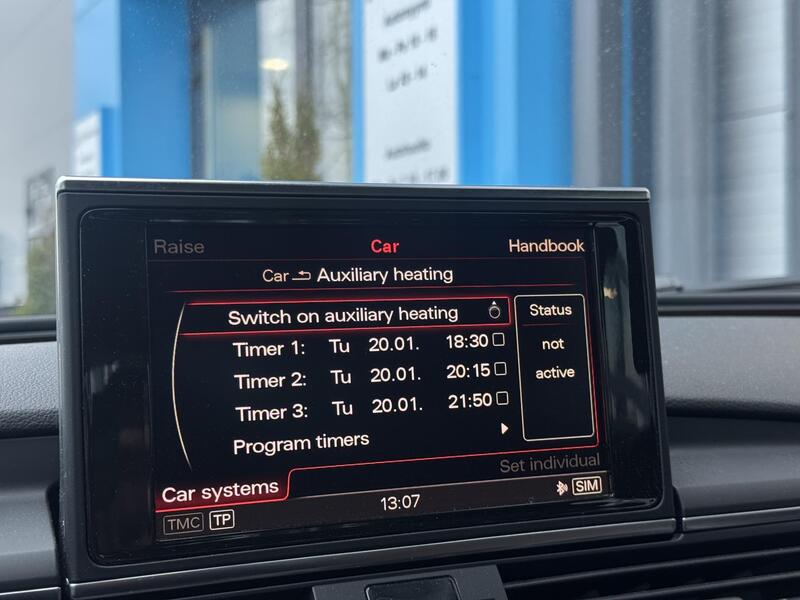 Raise Car Handbook
Car Auxiliary heating
Switch on auxiliary heating
Timer 1: Tu 20.01. 18:30
Timer 2: Tu 20.01. 20:15
Timer 3: Tu 20.01. 21:50
Program timers
Status
not
active
Set individual
Car systems
TMC TP 13:07 SIM